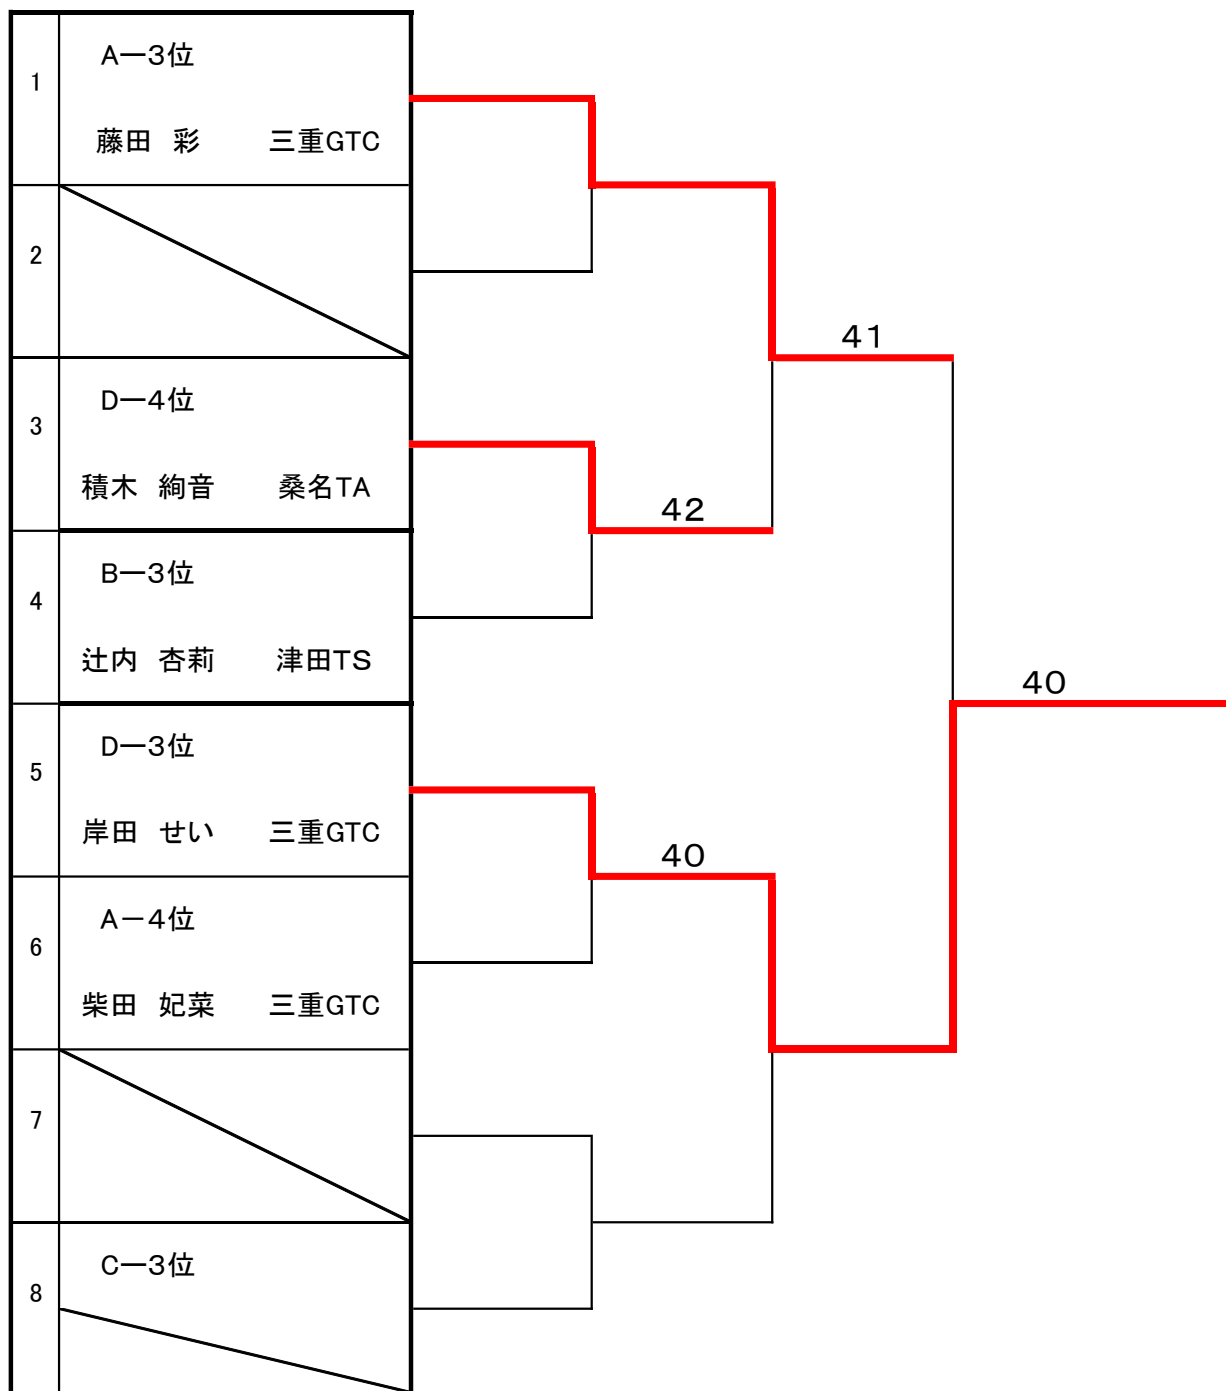 1
A—3位
藤田 彩 三重GTC
2
3
D—4位
積木 絢音 桑名TA
4
B—3位
辻内 杏莉 津田TS
5
D—3位
岸田 せい 三重GTC
6
A－4位
柴田 妃菜 三重GTC
7
8
C—3位
41
42
40
40